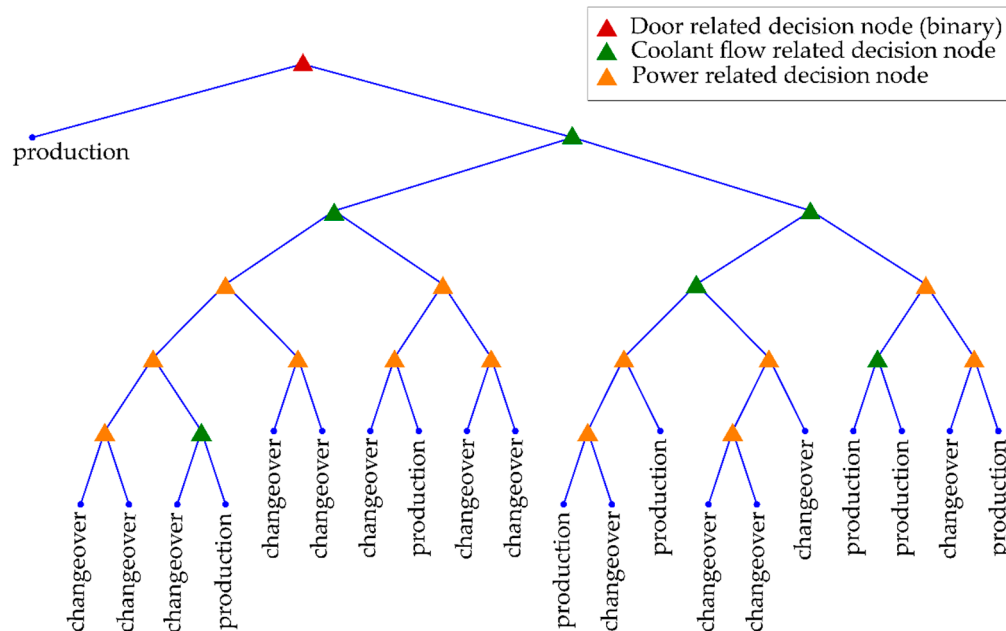 Door related decision node (binary)
Coolant flow related decision node
Power related decision node
production
changeover
changeover
changeover
production
changeover
changeover
changeover
production
changeover
changeover
production
changeover
production
changeover
changeover
changeover
production
production
changeover
production